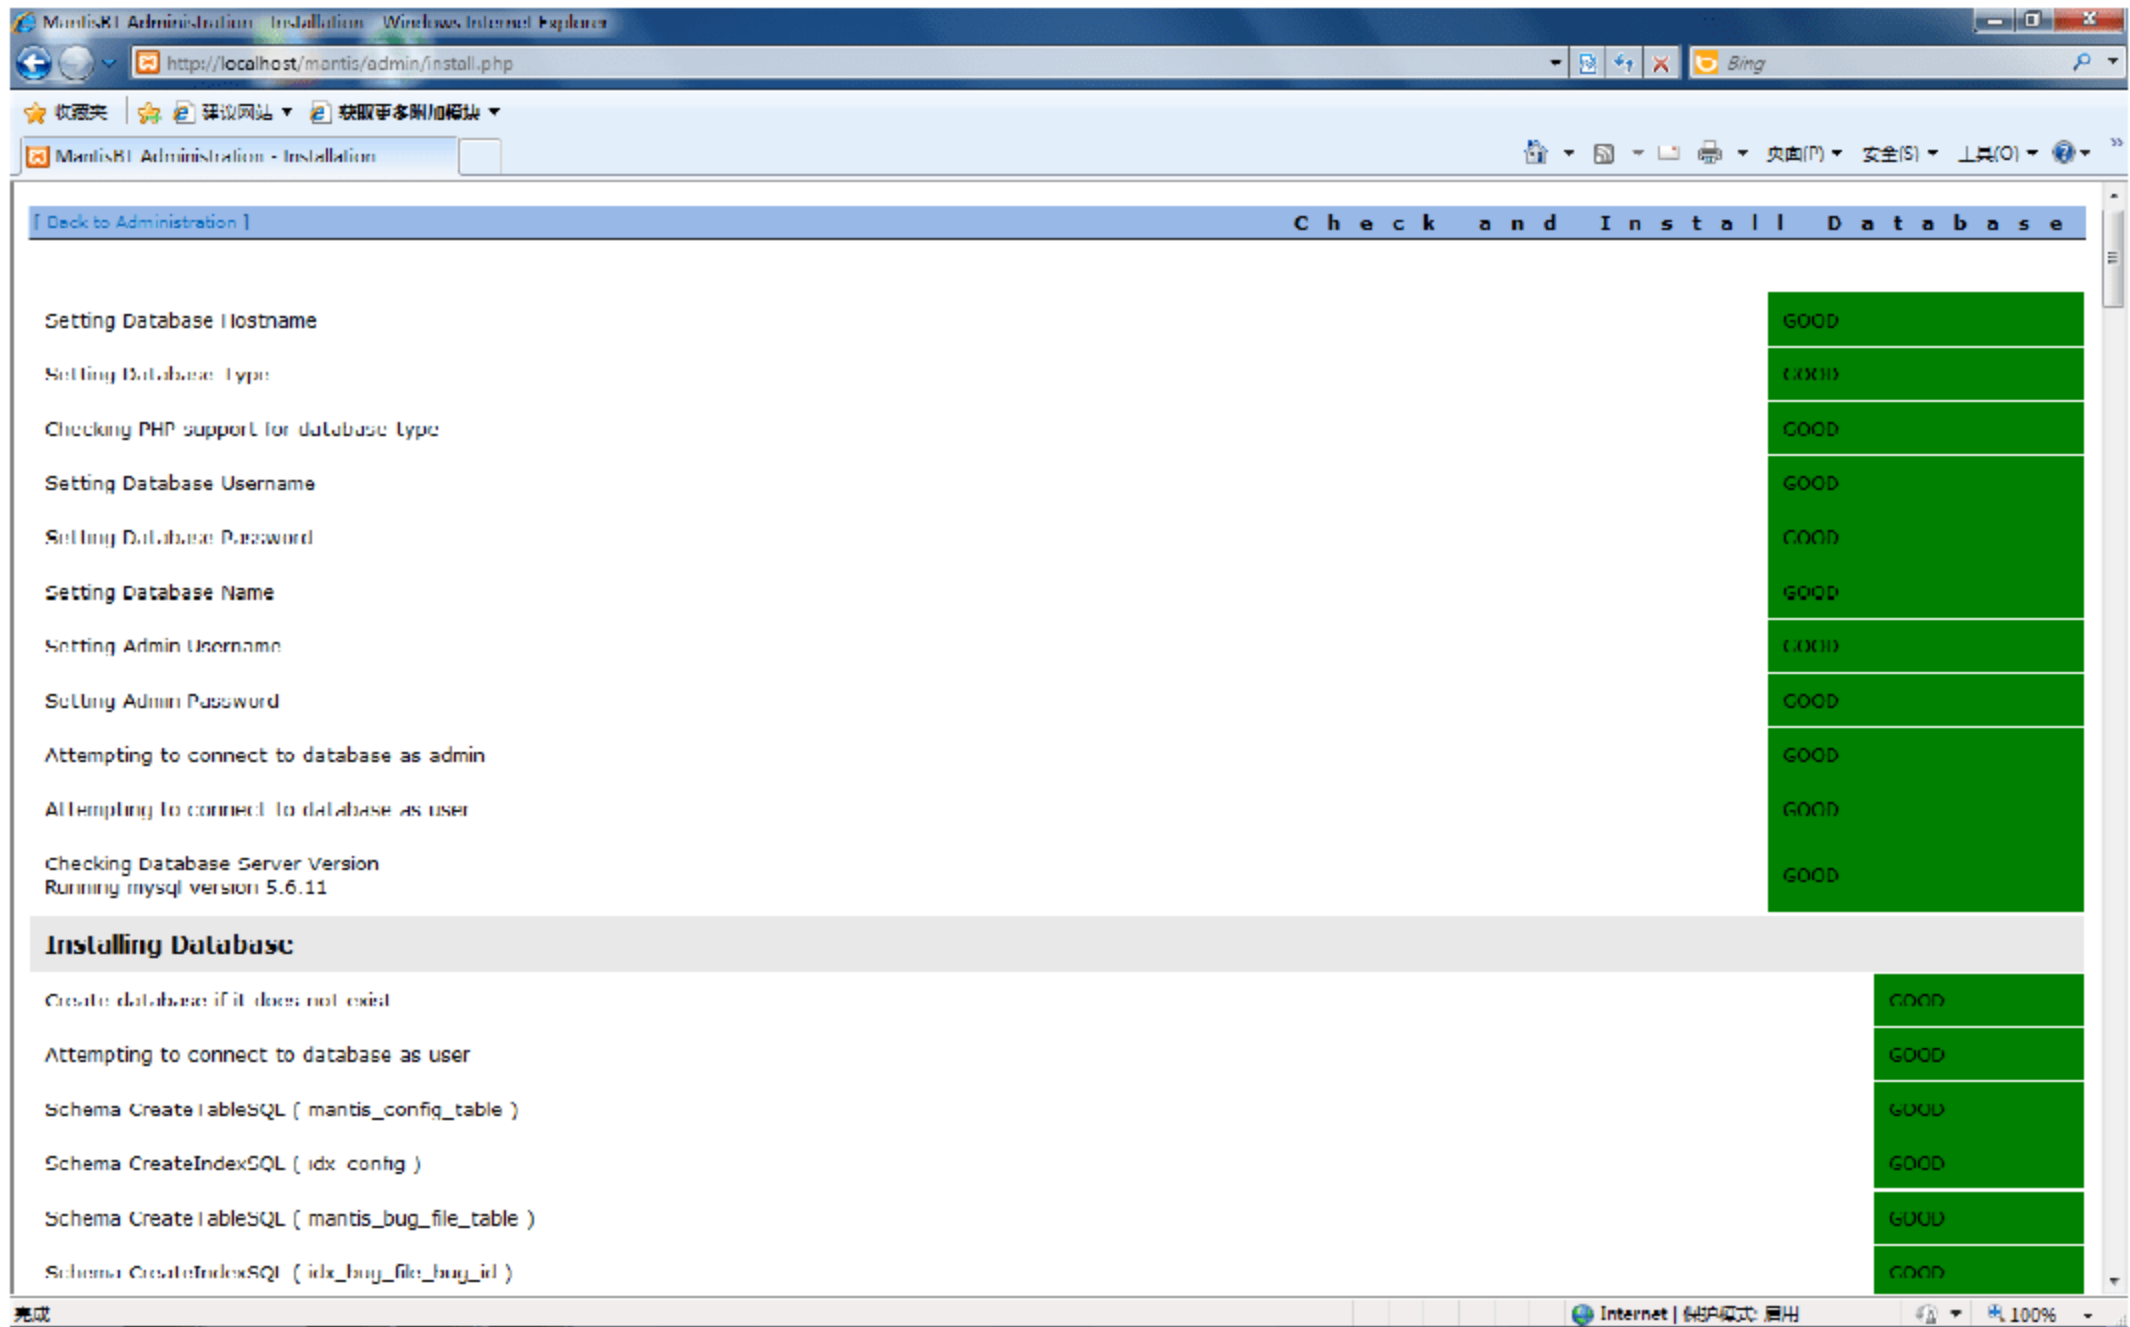 MantisBT Administration - Installation - Windows Internet Explorer
http://localhost/mantis/admin/install.php
Bing
收藏夹 建议网站 获取更多附加模块
MantisBT Administration - Installation
页面(P) 安全(S) 工具(O)
[ Back to Administration ] Check and Install Database
Setting Database Hostname GOOD
Setting Database Type GOOD
Checking PHP support for database type GOOD
Setting Database Username GOOD
Setting Database Password GOOD
Setting Database Name GOOD
Setting Admin Username GOOD
Setting Admin Password GOOD
Attempting to connect to database as admin GOOD
Attempting to connect to database as user GOOD
Checking Database Server Version
Running mysql version 5.6.11 GOOD
Installing Database
Create database if it does not exist GOOD
Attempting to connect to database as user GOOD
Schema CreateTableSQL ( mantis_config_table ) GOOD
Schema CreateIndexSQL ( idx_config ) GOOD
Schema CreateTableSQL ( mantis_bug_file_table ) GOOD
Schema CreateIndexSQL ( idx_bug_file_bug_id ) GOOD
完成 Internet | 保护模式: 启用 100%